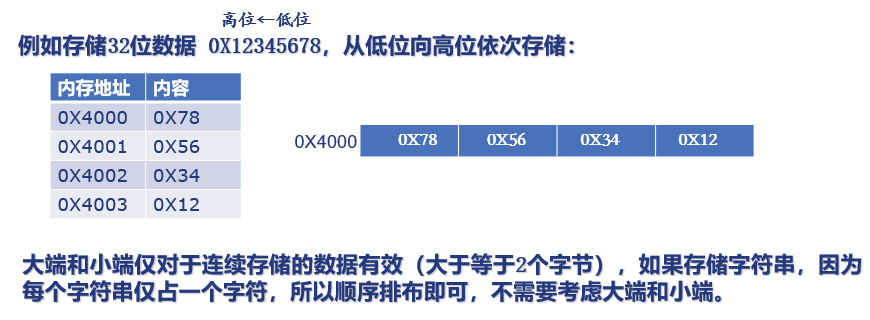 高位←低位
例如存储32位数据 0X12345678，从低位向高位依次存储：
内存地址 内容
0X4000 0X78
0X4001 0X56
0X4002 0X34
0X4003 0X12
0X4000 0X78 0X56 0X34 0X12
大端和小端仅对于连续存储的数据有效（大于等于2个字节），如果存储字符串，因为
每个字符串仅占一个字符，所以顺序排布即可，不需要考虑大端和小端。